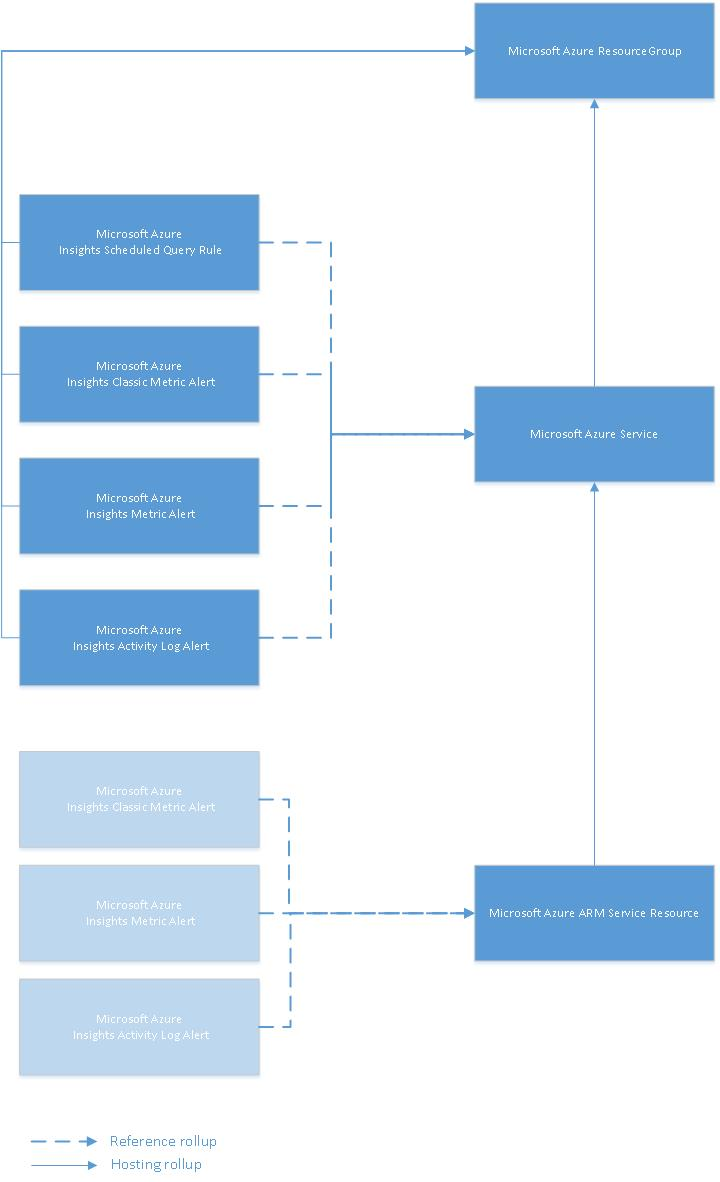 Microsoft Azure ResourceGroup
Microsoft Azure
Insights Scheduled Query Rule
Microsoft Azure
Insights Classic Metric Alert
Microsoft Azure Service
Microsoft Azure
Insights Metric Alert
Microsoft Azure
Insights Activity Log Alert
Microsoft Azure
Insights Classic Metric Alert
Microsoft Azure
Insights Metric Alert
Microsoft Azure ARM Service Resource
Microsoft Azure
Insights Activity Log Alert
Reference rollup
Hosting rollup